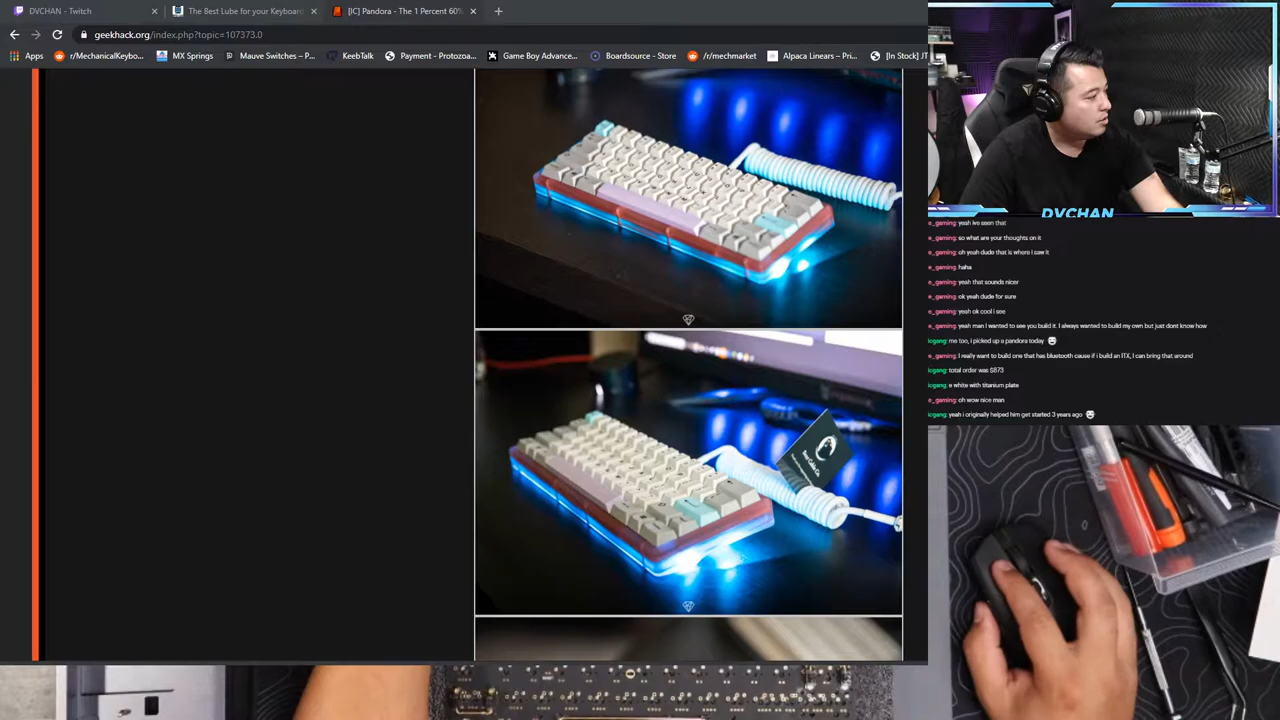 DVCHAN - Twitch
The Best Lube for your Keyboard
[IC] Pandora - The 1 Percent 60%
geekhack.org/index.php?topic=107373.0
Apps
/r/MechanicalKeybo...
MX Springs
Mauve Switches – P...
KeebTalk
Payment - Protozoa...
Game Boy Advance...
Boardsource - Store
/r/mechmarket
Alpaca Linears – Pri...
DVCHAN
e_gaming: yeah ive seen that
e_gaming: so what are your thoughts on it
e_gaming: oh yeah dude that is where i saw it
e_gaming: haha
e_gaming: yeah that sounds nicer
e_gaming: ok yeah dude for sure
e_gaming: yeah ok cool i see
e_gaming: yeah man I wanted to see you build it. I always wanted to build my own but just dont know how
icgang: me too, i picked up a pandora today
e_gaming: I really want to build one that has bluetooth cause if i build an ITX, I can bring that around
icgang: total order was $873
icgang: e white with titanium plate
e_gaming: oh wow nice man
icgang: yeah i originally helped him get started 3 years ago